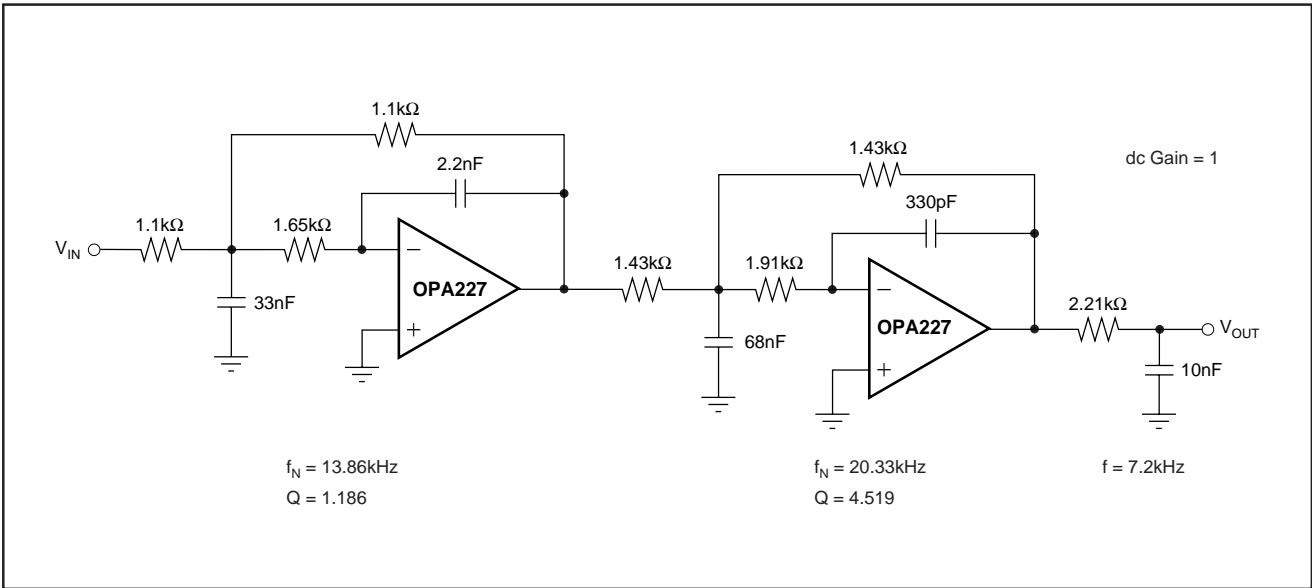 1.1kΩ
2.2nF
1.1kΩ
1.65kΩ
V_IN
33nF
−
OPA227
+
1.43kΩ
330pF
1.43kΩ
1.91kΩ
68nF
−
OPA227
+
2.21kΩ
V_OUT
10nF
dc Gain = 1
f_N = 13.86kHz
Q = 1.186
f_N = 20.33kHz
Q = 4.519
f = 7.2kHz